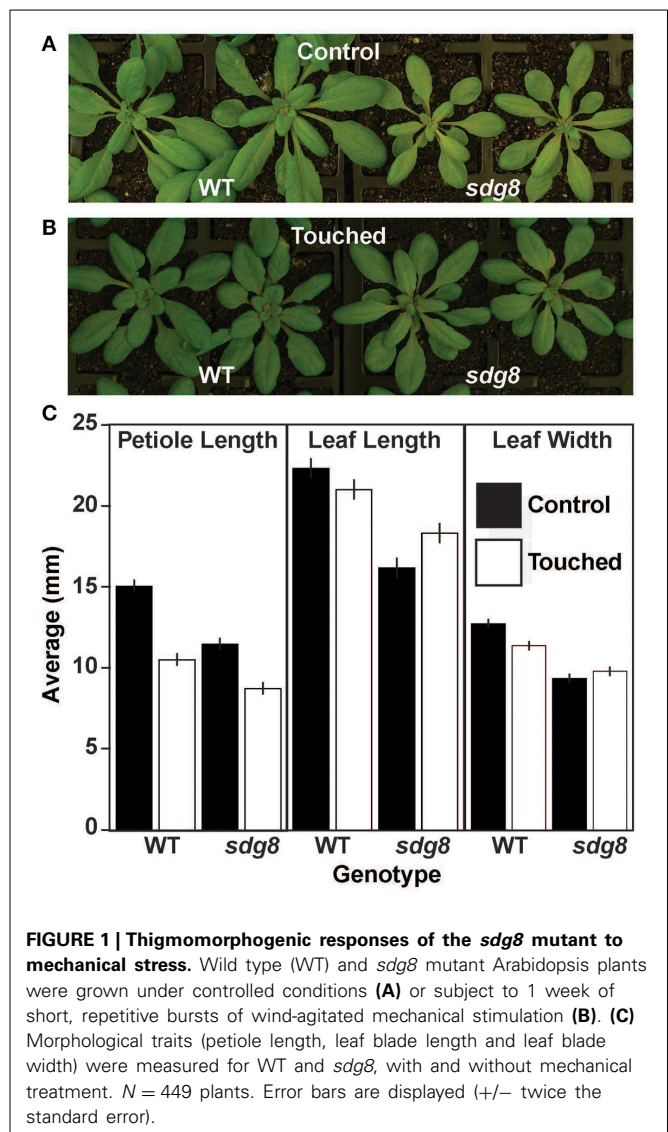 A
Control
WT
sdg8
B
Touched
WT
sdg8
C
25
20
15
10
5
0
Average (mm)
Petiole Length
Leaf Length
Leaf Width
Control
Touched
WT
sdg8
WT
sdg8
WT
sdg8
Genotype
FIGURE 1 | Thigmomorphogenic responses of the sdg8 mutant to
mechanical stress. Wild type (WT) and sdg8 mutant Arabidopsis plants
were grown under controlled conditions (A) or subject to 1 week of
short, repetitive bursts of wind-agitated mechanical stimulation (B). (C)
Morphological traits (petiole length, leaf blade length and leaf blade
width) were measured for WT and sdg8, with and without mechanical
treatment. N = 449 plants. Error bars are displayed (+/− twice the
standard error).